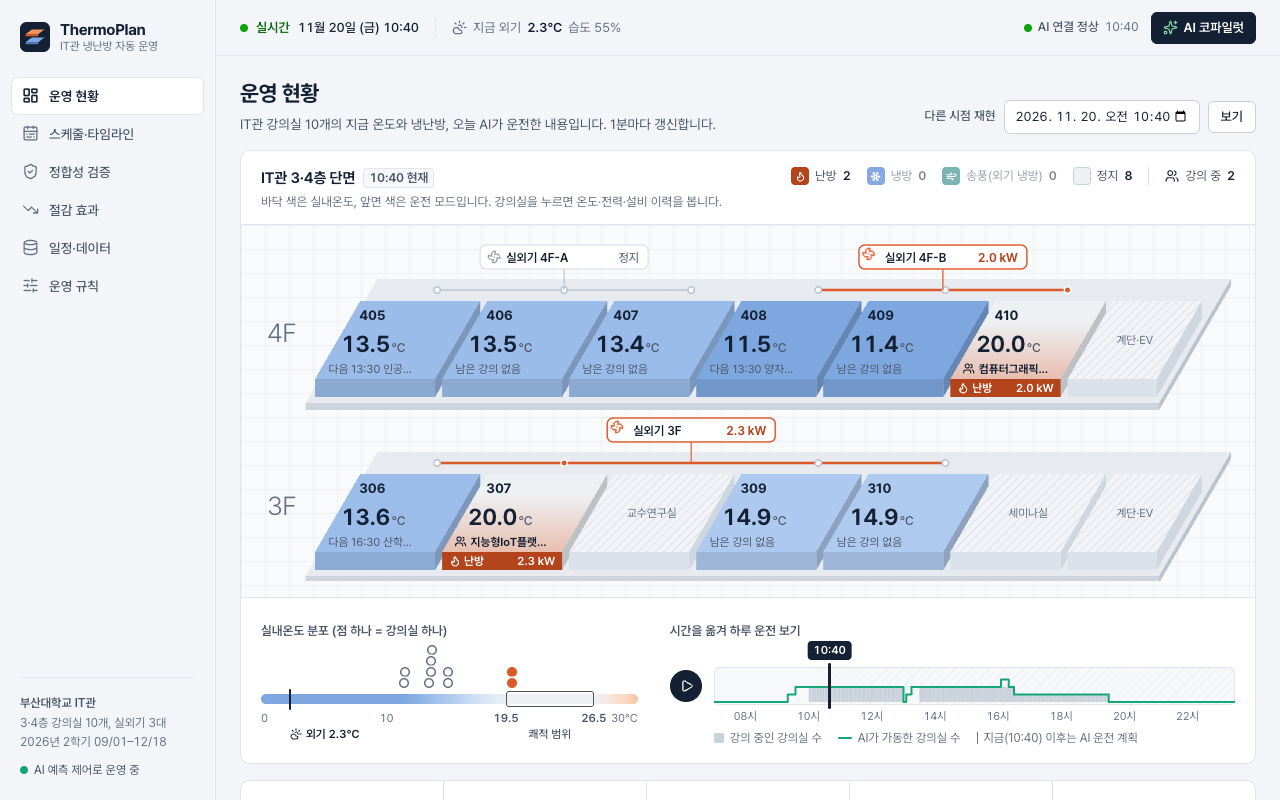 ThermoPlan
IT관 냉난방 자동 운영
운영 현황
스케줄·타임라인
정합성 검증
절감 효과
일정·데이터
운영 규칙
부산대학교 IT관
3·4층 강의실 10개, 실외기 3대
2026년 2학기 09/01–12/18
AI 예측 제어로 운영 중
실시간 11월 20일 (금) 10:40 지금 외기 2.3°C 습도 55%
AI 연결 정상 10:40 AI 코파일럿
운영 현황
IT관 강의실 10개의 지금 온도와 냉난방, 오늘 AI가 운전한 내용입니다. 1분마다 갱신합니다.
다른 시점 재현 2026. 11. 20. 오전 10:40 보기
IT관 3·4층 단면 10:40 현재
난방 2 냉방 0 송풍(외기 냉방) 0 정지 8 강의 중 2
바닥 색은 실내온도, 앞면 색은 운전 모드입니다. 강의실을 누르면 온도·전력·설비 이력을 봅니다.
실외기 4F-A 정지 실외기 4F-B 2.0 kW
4F
405 406 407 408 409 410
13.5°C 13.5°C 13.4°C 11.5°C 11.4°C 20.0°C 계단·EV
다음 13:30 인공… 남은 강의 없음 남은 강의 없음 다음 13:30 양자… 남은 강의 없음 컴퓨터그래픽…
난방 2.0 kW
실외기 3F 2.3 kW
3F
306 307 309 310
13.6°C 20.0°C 교수연구실 14.9°C 14.9°C 세미나실 계단·EV
다음 16:30 산학… 지능형IoT플랫… 남은 강의 없음 남은 강의 없음
난방 2.3 kW
실내온도 분포 (점 하나 = 강의실 하나)
0 10 19.5 26.5 30°C
외기 2.3°C 쾌적 범위
시간을 옮겨 하루 운전 보기
10:40
08시 10시 12시 14시 16시 18시 20시 22시
강의 중인 강의실 수 AI가 가동한 강의실 수 지금(10:40) 이후는 AI 운전 계획